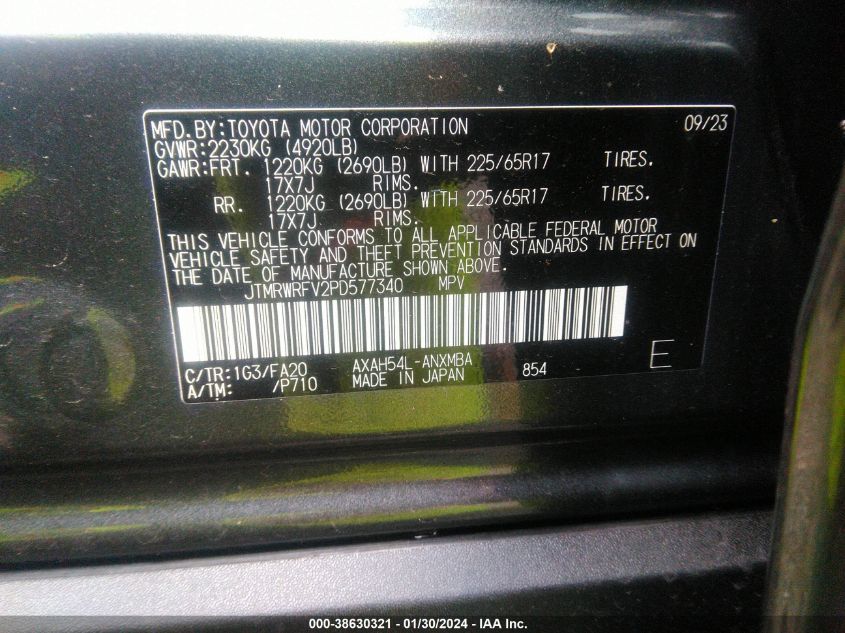 MFD.BY:TOYOTA MOTOR CORPORATION 09/23
GVWR:2230KG (4920LB)
GAWR:FRT. 1220KG (2690LB) WITH 225/65R17 TIRES.
17X7J RIMS.
RR. 1220KG (2690LB) WITH 225/65R17 TIRES.
17X7J RIMS.
THIS VEHICLE CONFORMS TO ALL APPLICABLE FEDERAL MOTOR
VEHICLE SAFETY AND THEFT PREVENTION STANDARDS IN EFFECT ON
THE DATE OF MANUFACTURE SHOWN ABOVE.
JTMRWRFV2PD577340 MPV
C/TR:1G3/FA20 AXAH54L-ANXMBA 854 E
A/TM: /P710 MADE IN JAPAN
000-38630321 - 01/30/2024 - IAA Inc.